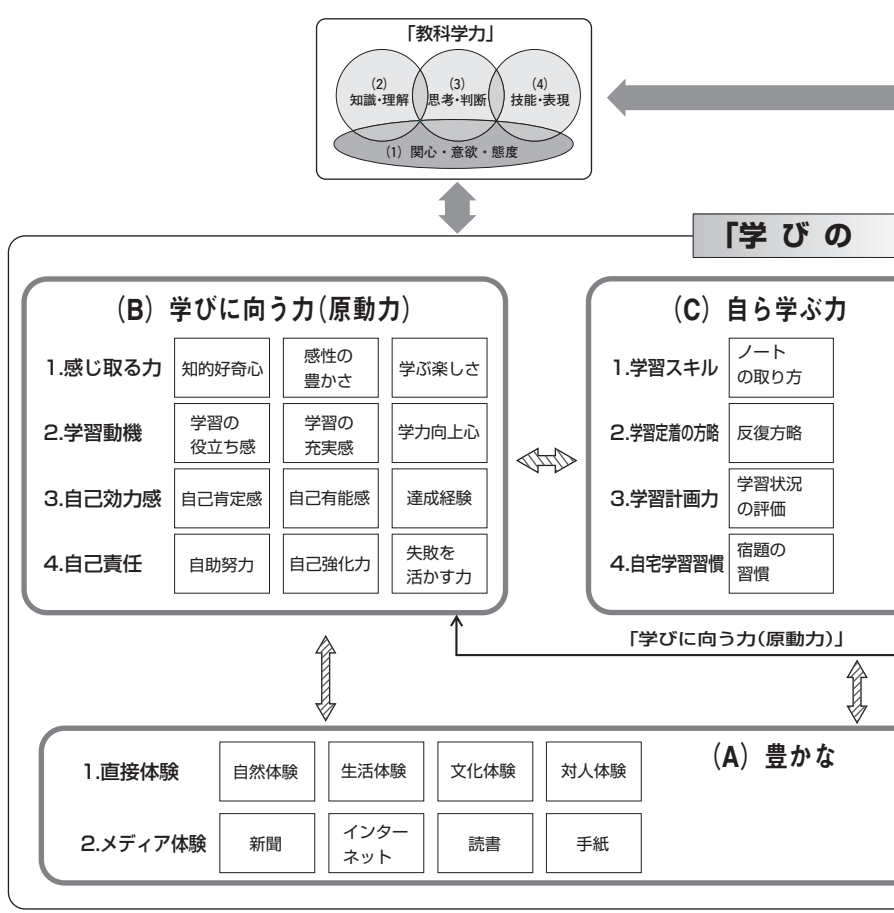 「教科学力」
(2)
知識・理解
(3)
思考・判断
(4)
技能・表現
(1) 関心・意欲・態度
「学びの
(B) 学びに向う力(原動力)
1.感じ取る力
知的好奇心
感性の
豊かさ
学ぶ楽しさ
2.学習動機
学習の
役立ち感
学習の
充実感
学力向上心
3.自己効力感
自己肯定感
自己有能感
達成経験
4.自己責任
自助努力
自己強化力
失敗を
活かす力
(C) 自ら学ぶ力
1.学習スキル
ノート
の取り方
2.学習定着の方略
反復方略
3.学習計画力
学習状況
の評価
4.自宅学習習慣
宿題の
習慣
「学びに向う力(原動力)」
(A) 豊かな
1.直接体験
自然体験
生活体験
文化体験
対人体験
2.メディア体験
新聞
インター
ネット
読書
手紙